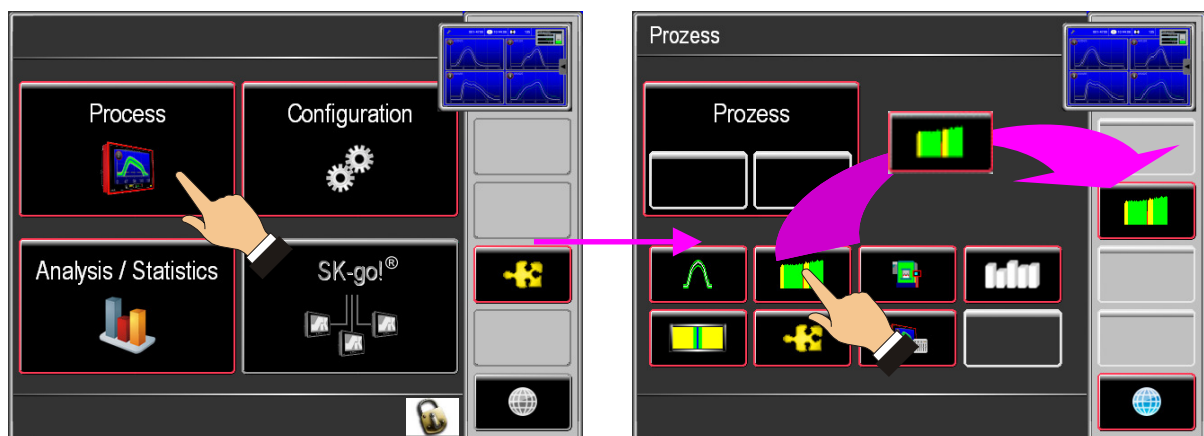 Process
Configuration
Analysis / Statistics
SK-go!®
Prozess
Prozess